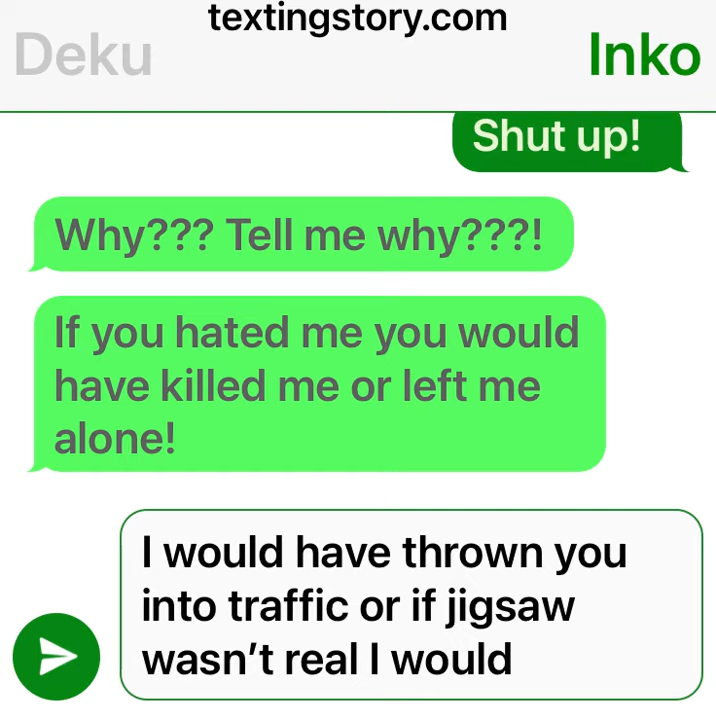 textingstory.com
Deku
Inko
Shut up!
Why??? Tell me why???!
If you hated me you would
have killed me or left me
alone!
I would have thrown you
into traffic or if jigsaw
wasn't real I would